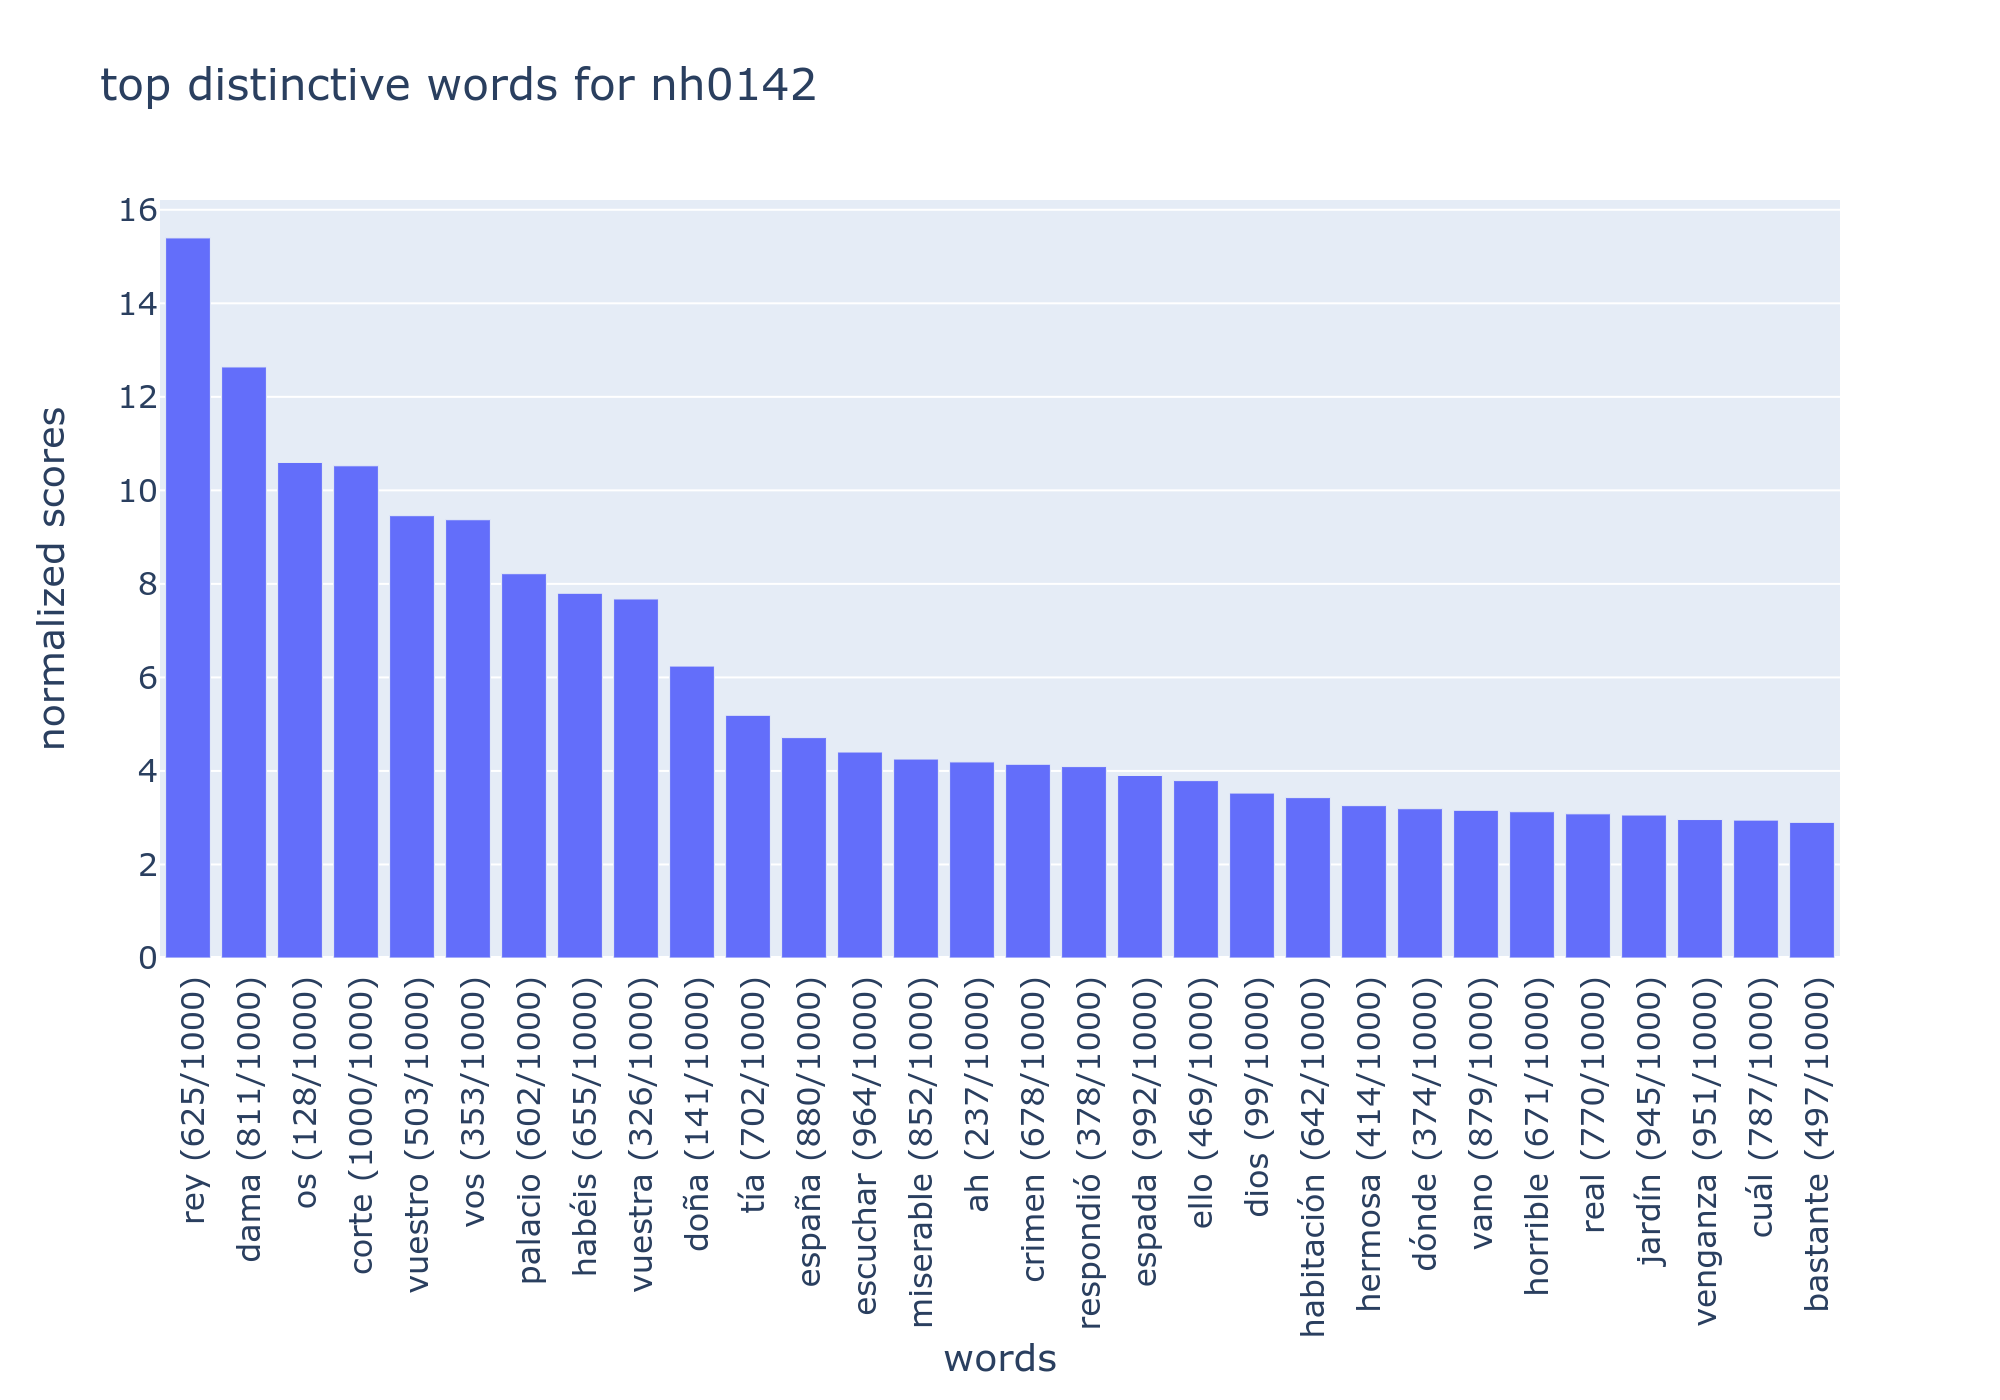 top distinctive words for nh0142
normalized scores
16
14
12
10
8
6
4
2
0
rey (625/1000)
dama (811/1000)
os (128/1000)
corte (1000/1000)
vuestro (503/1000)
vos (353/1000)
palacio (602/1000)
habéis (655/1000)
vuestra (326/1000)
doña (141/1000)
tía (702/1000)
españa (880/1000)
escuchar (964/1000)
miserable (852/1000)
ah (237/1000)
crimen (678/1000)
respondió (378/1000)
espada (992/1000)
ello (469/1000)
dios (99/1000)
habitación (642/1000)
hermosa (414/1000)
dónde (374/1000)
vano (879/1000)
horrible (671/1000)
real (770/1000)
jardín (945/1000)
venganza (951/1000)
cuál (787/1000)
bastante (497/1000)
words